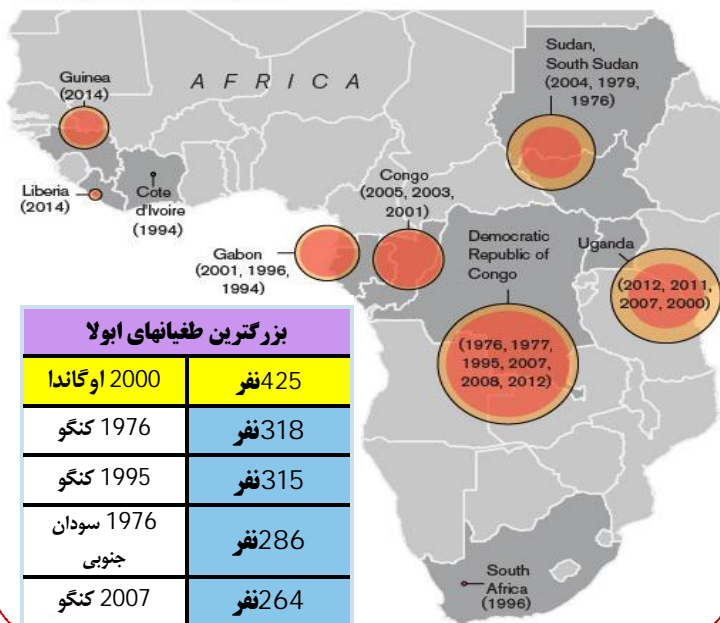 Sudan,
South Sudan
(2004, 1979,
1976)
Guinea
(2014)
AFRICA
Liberia
(2014)
Cote
d'Ivoire
(1994)
Congo
(2005, 2003,
2001)
Gabon
(2001, 1996,
1994)
Democratic
Republic of
Congo
(1976, 1977,
1995, 2007,
2008, 2012)
Uganda
(2012, 2011,
2007, 2000)
South
Africa
(1996)
بزرگترین طغیانهای ابولا
425نفر 2000 اوگاندا
318نفر 1976 کنگو
315نفر 1995 کنگو
286نفر 1976 سودان
جنوبی
264نفر 2007 کنگو